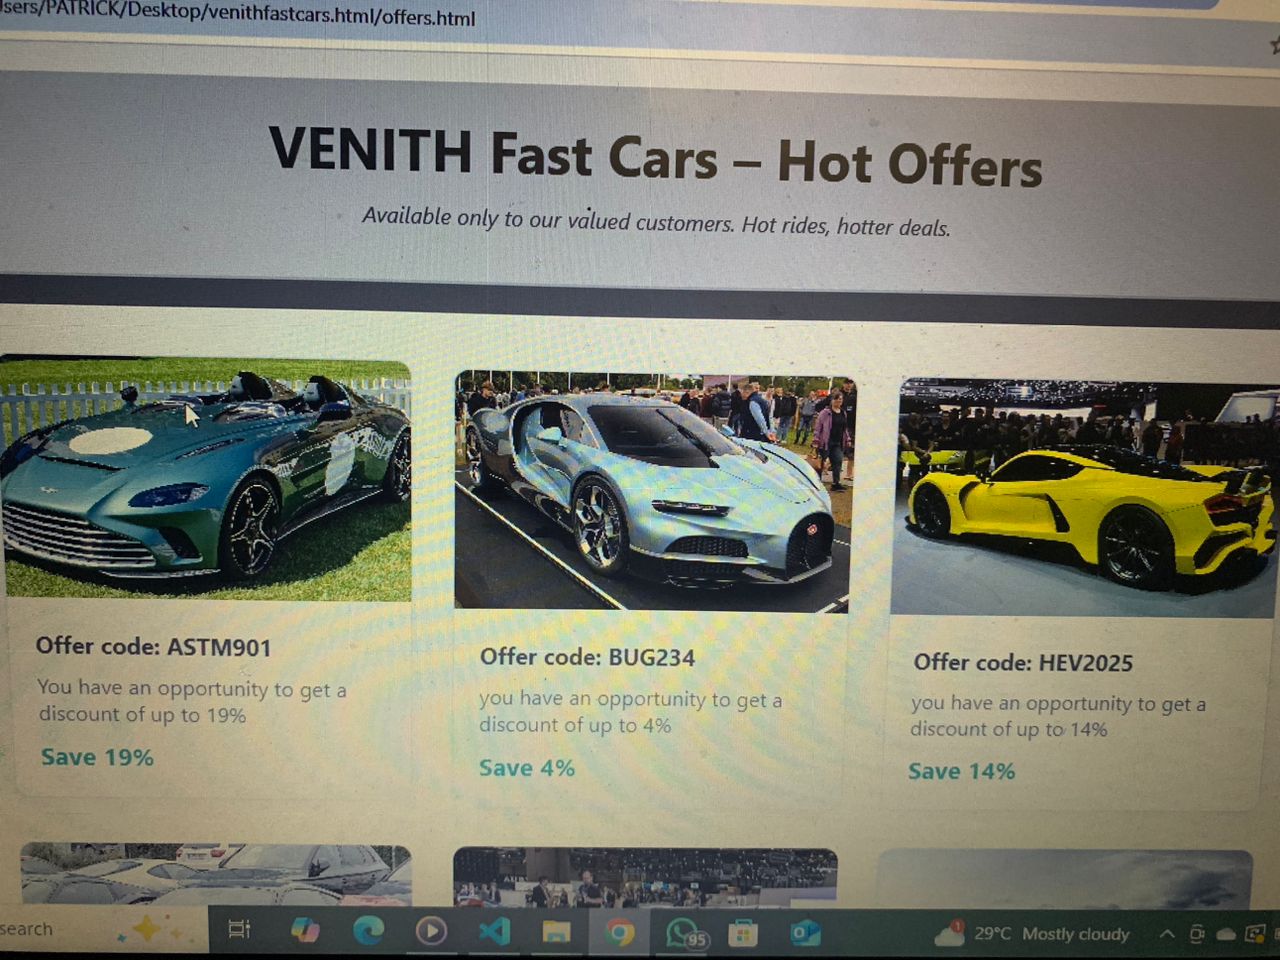 sers/PATRICK/Desktop/venithfastcars.html/offers.html
VENITH Fast Cars – Hot Offers
Available only to our valued customers. Hot rides, hotter deals.
Offer code: ASTM901
You have an opportunity to get a
discount of up to 19%
Save 19%
Offer code: BUG234
you have an opportunity to get a
discount of up to 4%
Save 4%
Offer code: HEV2025
you have an opportunity to get a
discount of up to 14%
Save 14%
search
95
1
29°C Mostly cloudy